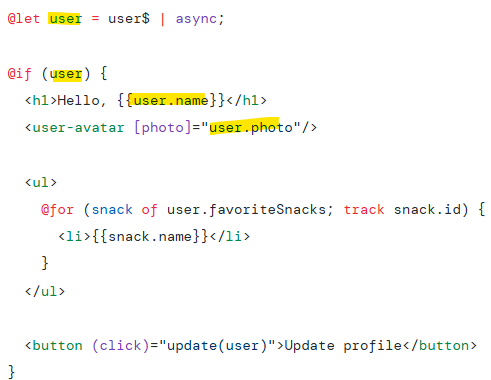 @let user = user$ | async;
@if (user) {
<h1>Hello, {{user.name}}</h1>
<user-avatar [photo]="user.photo"/>
<ul>
@for (snack of user.favoriteSnacks; track snack.id) {
<li>{{snack.name}}</li>
}
</ul>
<button (click)="update(user)">Update profile</button>
}